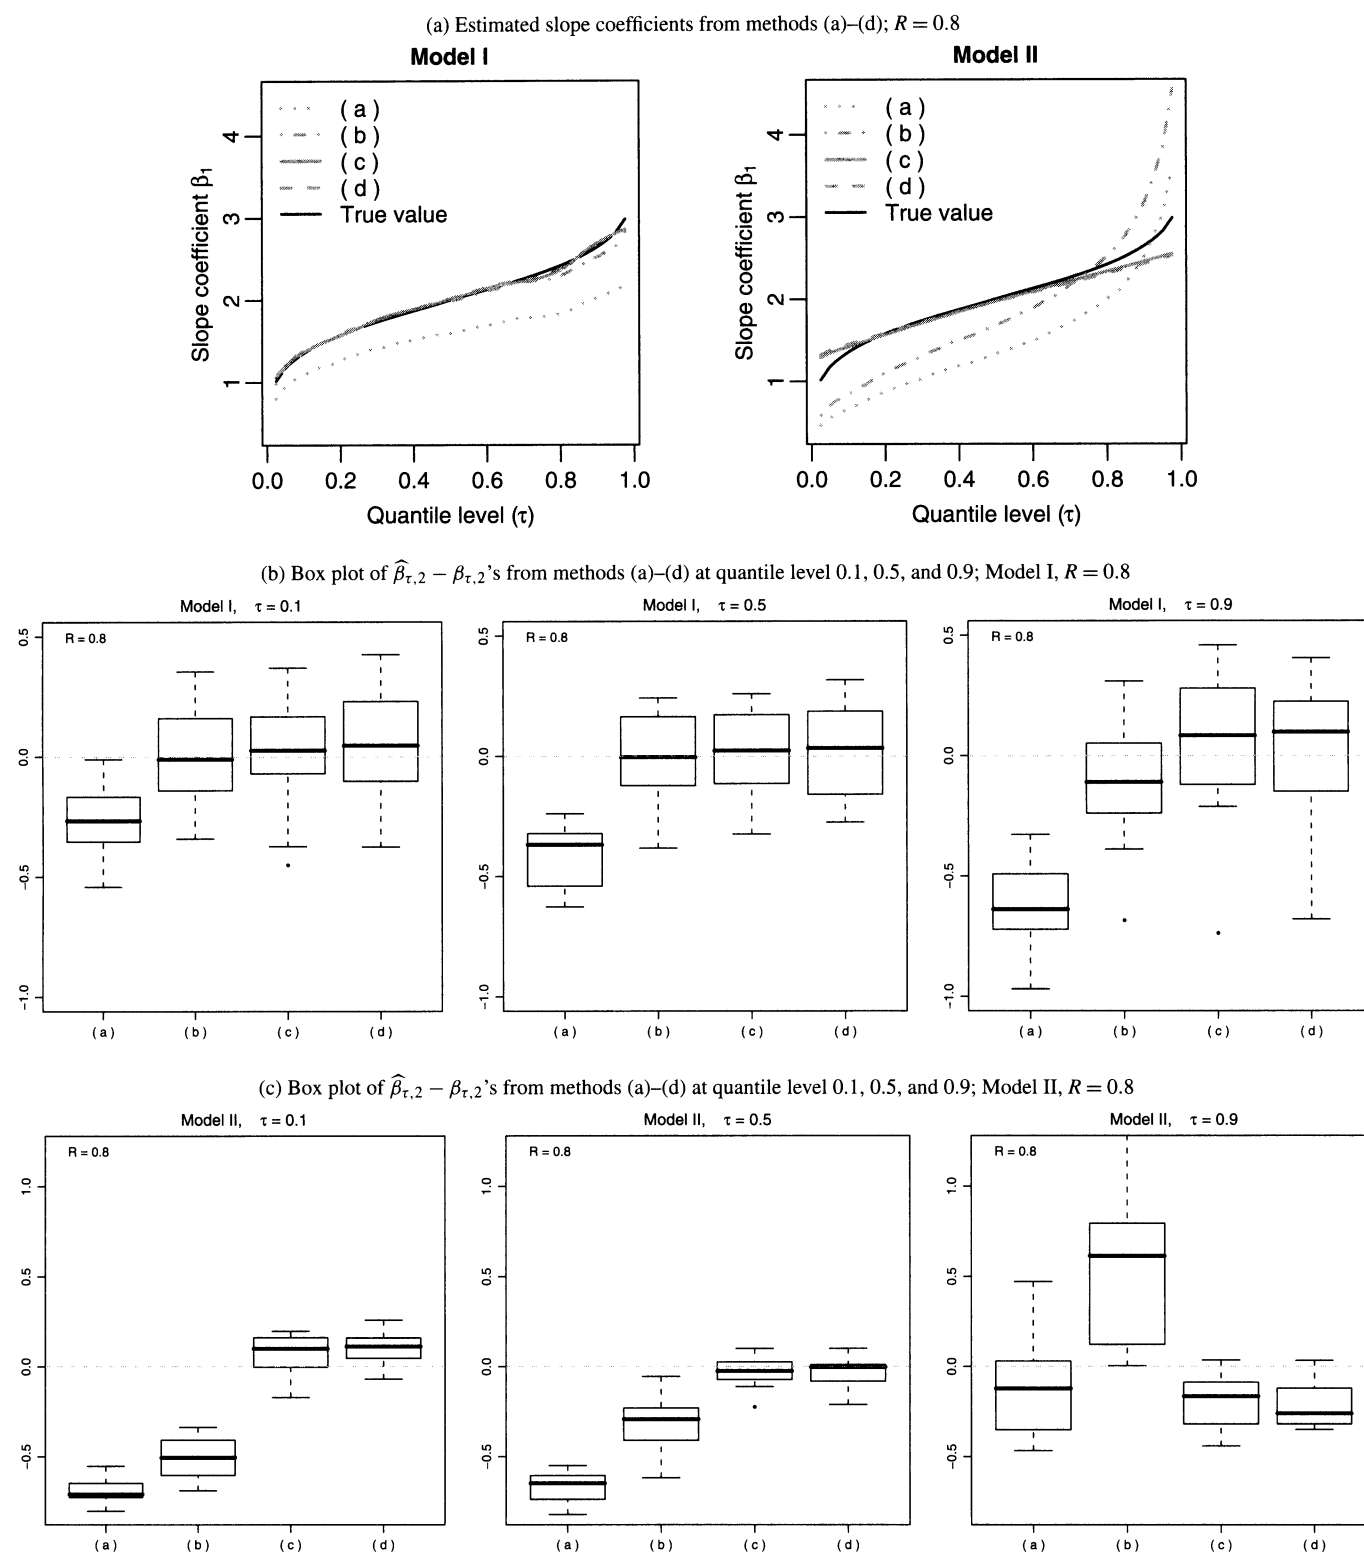 (a) Estimated slope coefficients from methods (a)–(d); R = 0.8
Model I
Model II
Slope coefficient β1
4
3
2
1
( a )
( b )
( c )
( d )
True value
0.0 0.2 0.4 0.6 0.8 1.0
Quantile level (τ)
Slope coefficient β1
4
3
2
1
( a )
( b )
( c )
( d )
True value
0.0 0.2 0.4 0.6 0.8 1.0
Quantile level (τ)
(b) Box plot of β̂τ,2 − βτ,2's from methods (a)–(d) at quantile level 0.1, 0.5, and 0.9; Model I, R = 0.8
Model I, τ = 0.1
R = 0.8
0.5
0.0
−0.5
−1.0
( a ) ( b ) ( c ) ( d )
Model I, τ = 0.5
R = 0.8
0.5
0.0
−0.5
−1.0
( a ) ( b ) ( c ) ( d )
Model I, τ = 0.9
R = 0.8
0.5
0.0
−0.5
−1.0
( a ) ( b ) ( c ) ( d )
(c) Box plot of β̂τ,2 − βτ,2's from methods (a)–(d) at quantile level 0.1, 0.5, and 0.9; Model II, R = 0.8
Model II, τ = 0.1
R = 0.8
1.0
0.5
0.0
−0.5
( a ) ( b ) ( c ) ( d )
Model II, τ = 0.5
R = 0.8
1.0
0.5
0.0
−0.5
( a ) ( b ) ( c ) ( d )
Model II, τ = 0.9
R = 0.8
1.0
0.5
0.0
−0.5
( a ) ( b ) ( c ) ( d )